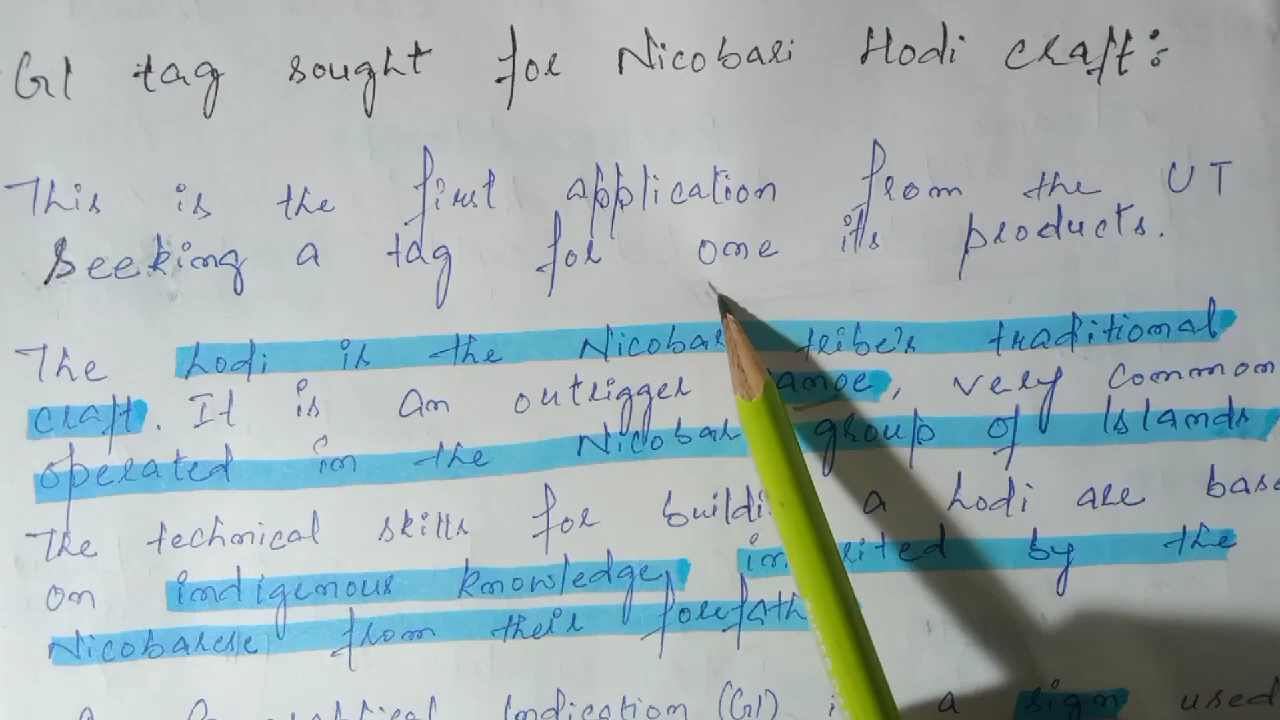 GI tag sought for Nicobari Hodi craft:
This is the first application from the UT
Seeking a tag for one its products.
The hodi is the Nicobar tribe's traditional
craft. It is an outrigger canoe, very common
operated in the Nicobar group of Islands
The technical skills for building a hodi are base
on indigenous knowledge inherited by the
Nicobarese from their forefath
A Geographical Indication (GI) is a sign used